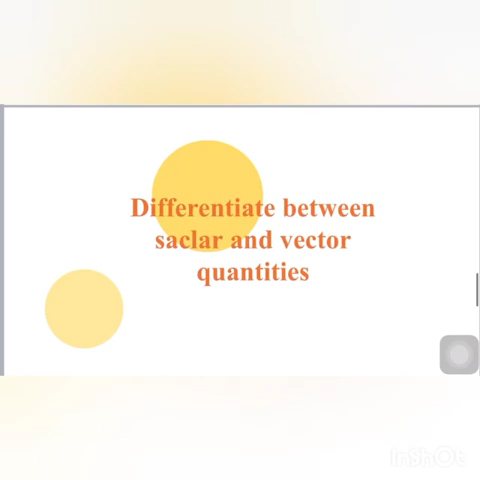 Differentiate between
saclar and vector
quantities
InShOt